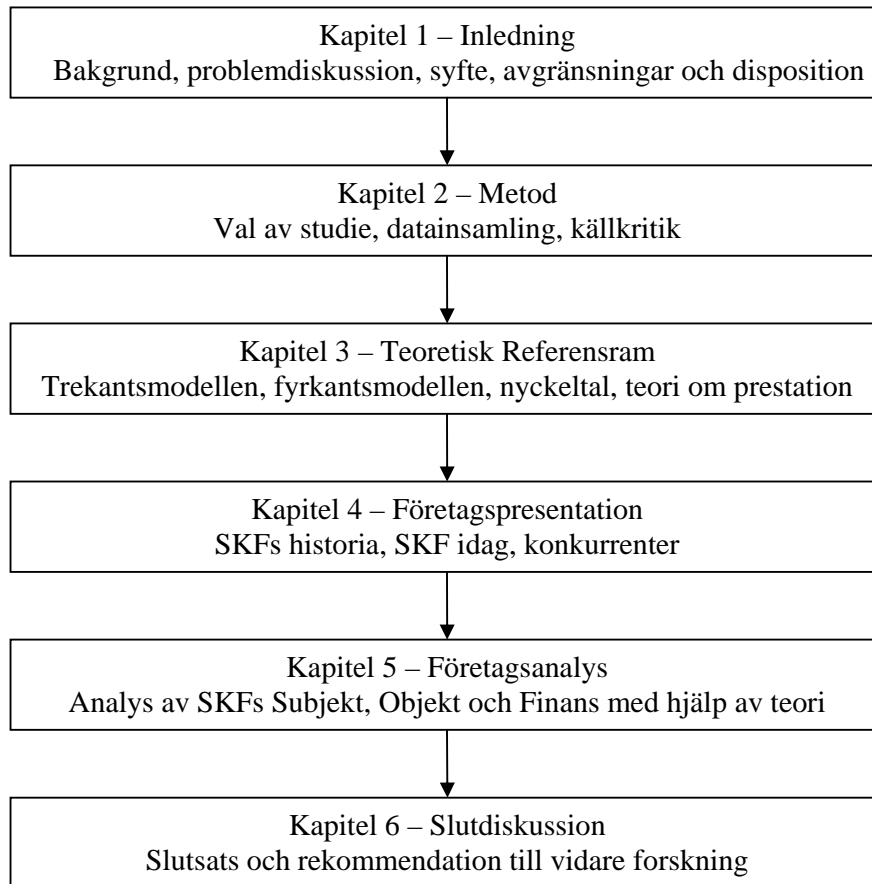 Kapitel 1 – Inledning
Bakgrund, problemdiskussion, syfte, avgränsningar och disposition
Kapitel 2 – Metod
Val av studie, datainsamling, källkritik
Kapitel 3 – Teoretisk Referensram
Trekantsmodellen, fyrkantsmodellen, nyckeltal, teori om prestation
Kapitel 4 – Företagspresentation
SKFs historia, SKF idag, konkurrenter
Kapitel 5 – Företagsanalys
Analys av SKFs Subjekt, Objekt och Finans med hjälp av teori
Kapitel 6 – Slutdiskussion
Slutsats och rekommendation till vidare forskning